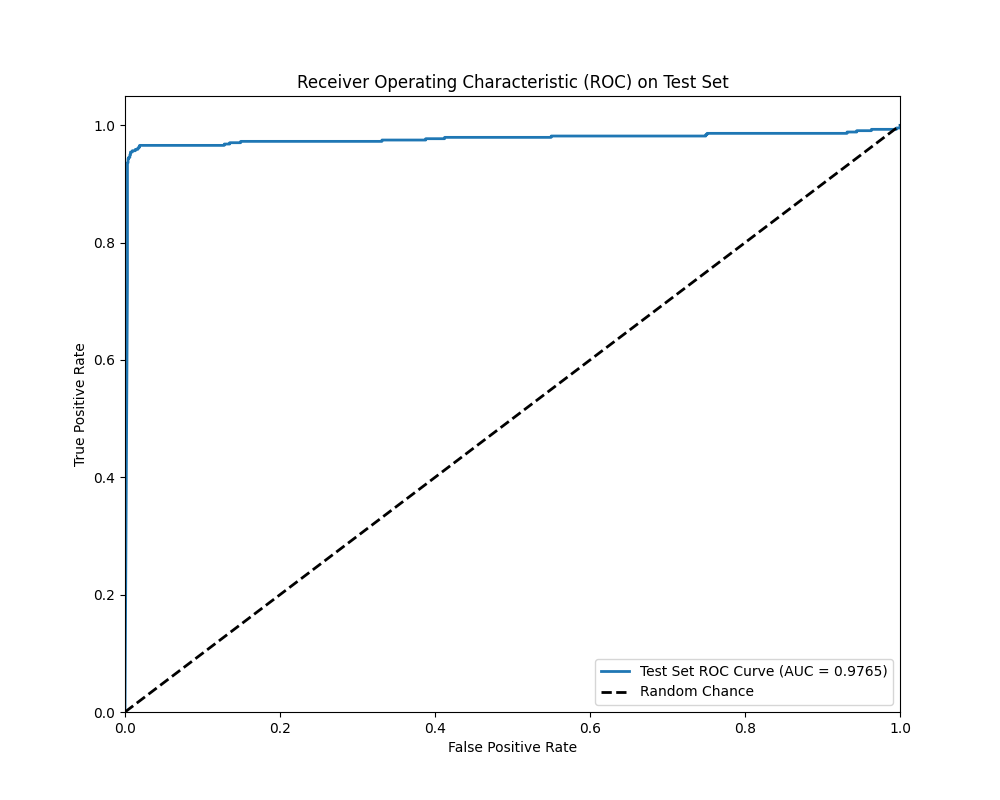 Receiver Operating Characteristic (ROC) on Test Set
True Positive Rate
1.0
0.8
0.6
0.4
0.2
0.0
0.0 0.2 0.4 0.6 0.8 1.0
False Positive Rate
Test Set ROC Curve (AUC = 0.9765)
Random Chance